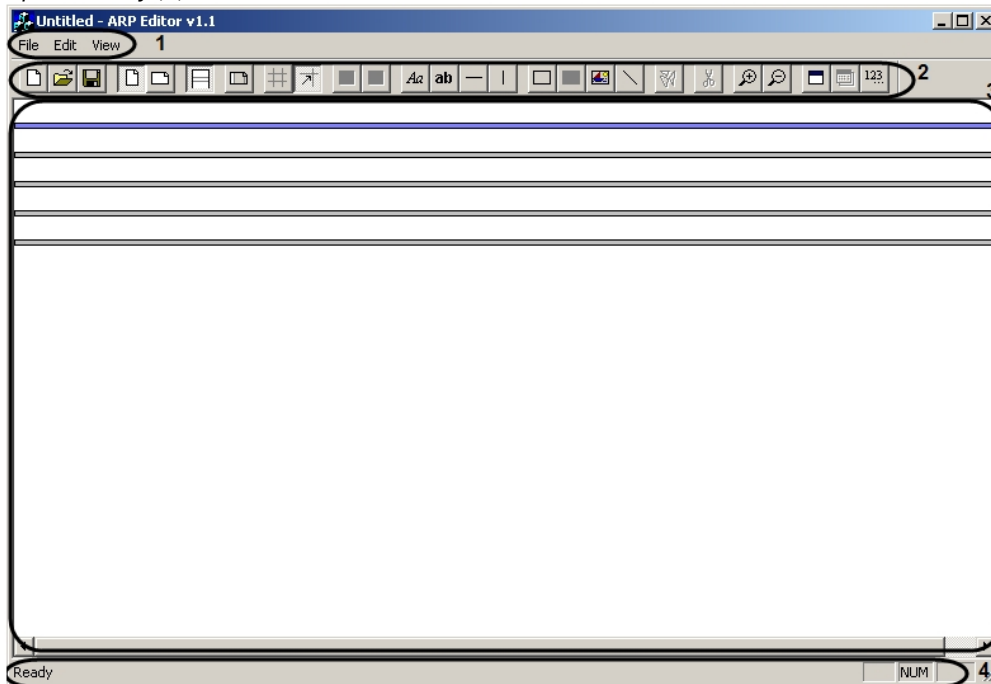 Untitled - ARP Editor v1.1
File Edit View 1
Aa ab 123 2
3
Ready NUM 4